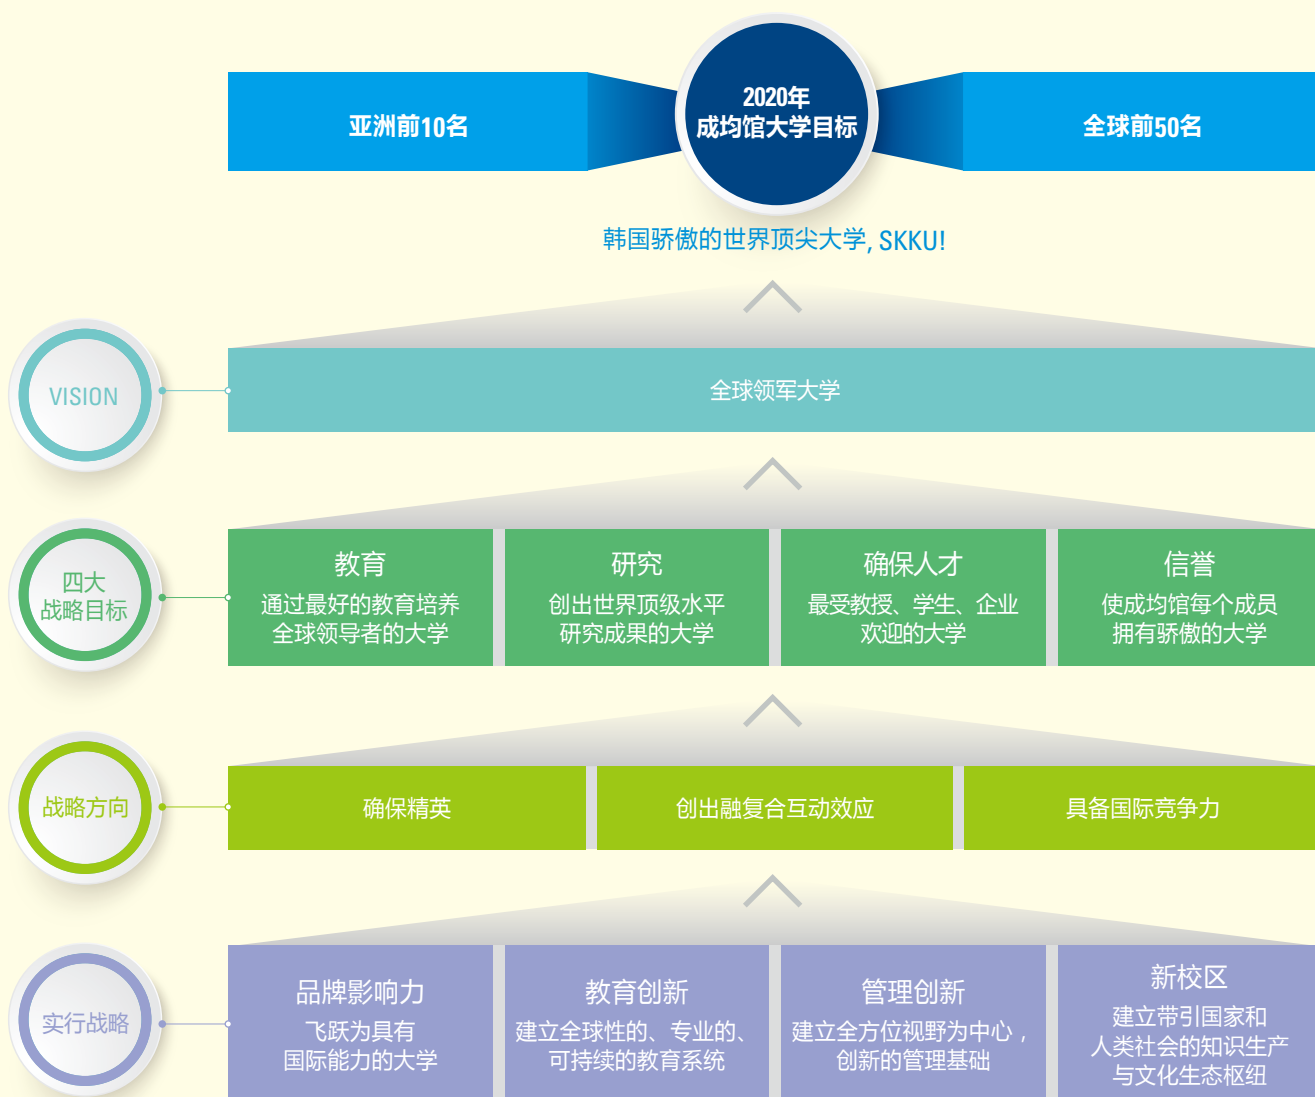 2020年
成均馆大学目标
亚洲前10名
全球前50名
韩国骄傲的世界顶尖大学, SKKU!
VISION
全球领军大学
四大
战略目标
教育
通过最好的教育培养
全球领导者的大学
研究
创出世界顶级水平
研究成果的大学
确保人才
最受教授、学生、企业
欢迎的大学
信誉
使成均馆每个成员
拥有骄傲的大学
战略方向
确保精英
创出融复合互动效应
具备国际竞争力
实行战略
品牌影响力
飞跃为具有
国际能力的大学
教育创新
建立全球性的、专业的、
可持续的教育系统
管理创新
建立全方位视野为中心，
创新的管理基础
新校区
建立带引国家和
人类社会的知识生产
与文化生态枢纽